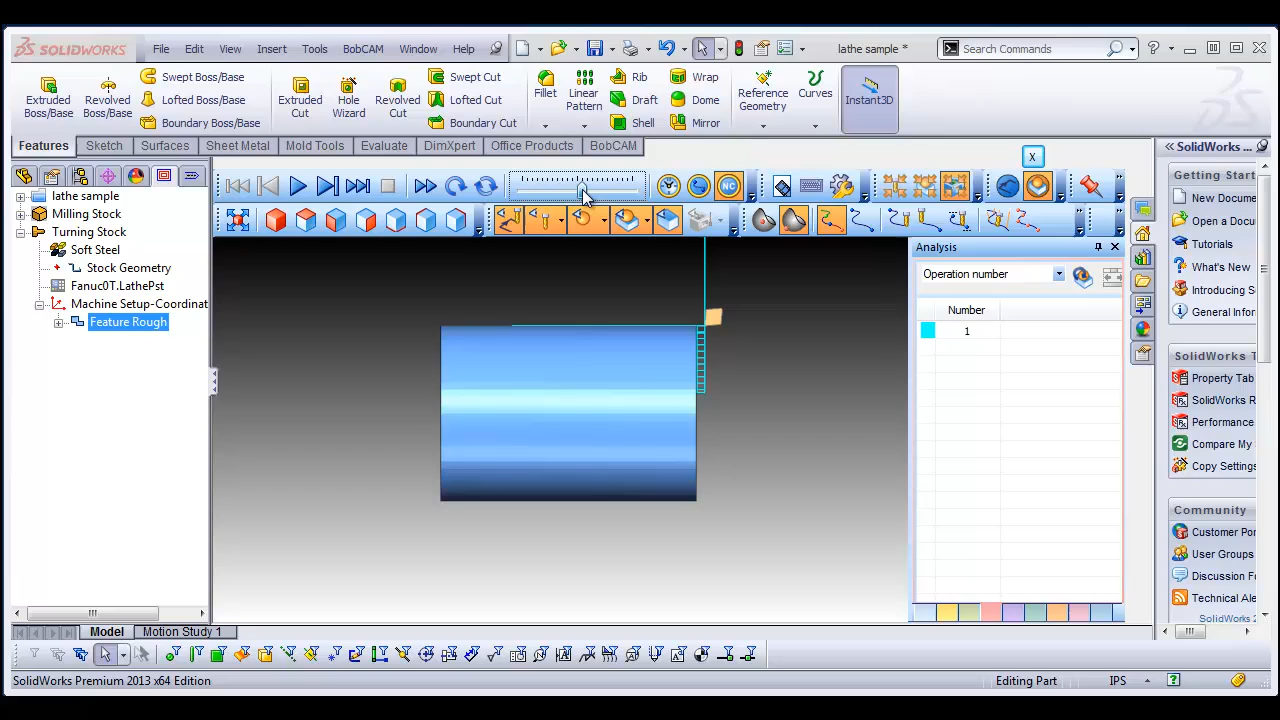 SOLIDWORKS File Edit View Insert Tools BobCAM Window Help lathe sample * Search Commands
Extruded Boss/Base
Revolved Boss/Base
Swept Boss/Base
Lofted Boss/Base
Boundary Boss/Base
Extruded Cut
Hole Wizard
Revolved Cut
Swept Cut
Lofted Cut
Boundary Cut
Fillet
Linear Pattern
Rib
Draft
Shell
Wrap
Dome
Mirror
Reference Geometry
Curves
Instant3D
Features Sketch Surfaces Sheet Metal Mold Tools Evaluate DimXpert Office Products BobCAM
X
SolidWorks ...
NC
lathe sample
Milling Stock
Turning Stock
Soft Steel
Stock Geometry
Fanuc0T.LathePst
Machine Setup-Coordinat
Feature Rough
Analysis
Operation number
Number
1
Getting Start
New Docume
Open a Docu
Tutorials
What's New
Introducing S
General Infor
SolidWorks T
Property Tab
SolidWorks R
Performance
Compare My
Copy Settings
Community
Customer Por
User Groups
Discussion F
Technical Ale
SolidWorks 2
Model Motion Study 1
SolidWorks Premium 2013 x64 Edition
Editing Part
IPS